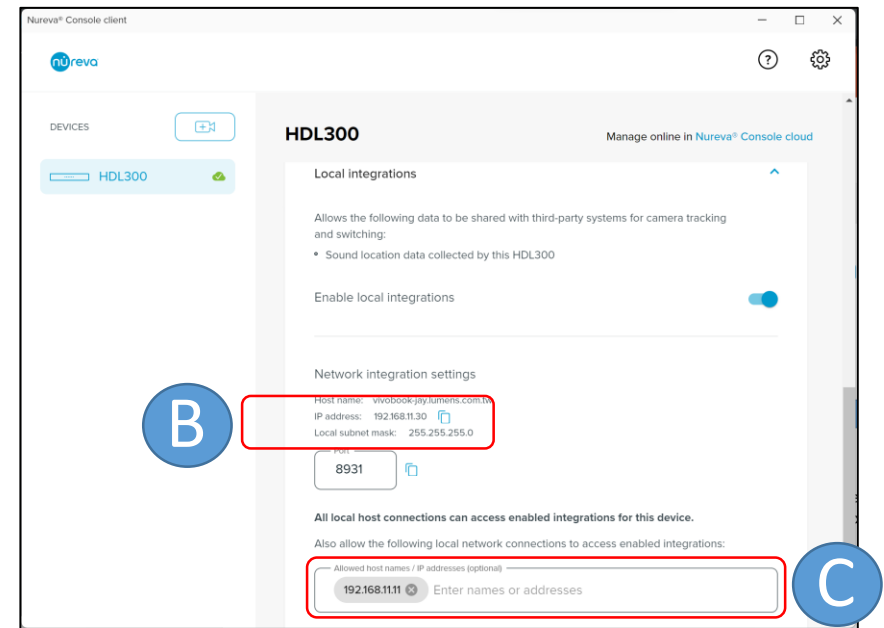 Nureva® Console client
nureva
DEVICES
HDL300
HDL300
Manage online in Nureva® Console cloud
Local integrations
Allows the following data to be shared with third-party systems for camera tracking
and switching:
• Sound location data collected by this HDL300
Enable local integrations
Network integration settings
Host name: vivobook-jay.lumens.com.tw
IP address: 192.168.11.30
Local subnet mask: 255.255.255.0
B
Port
8931
All local host connections can access enabled integrations for this device.
Also allow the following local network connections to access enabled integrations:
Allowed host names / IP addresses (optional)
192.168.11.11 Enter names or addresses
C